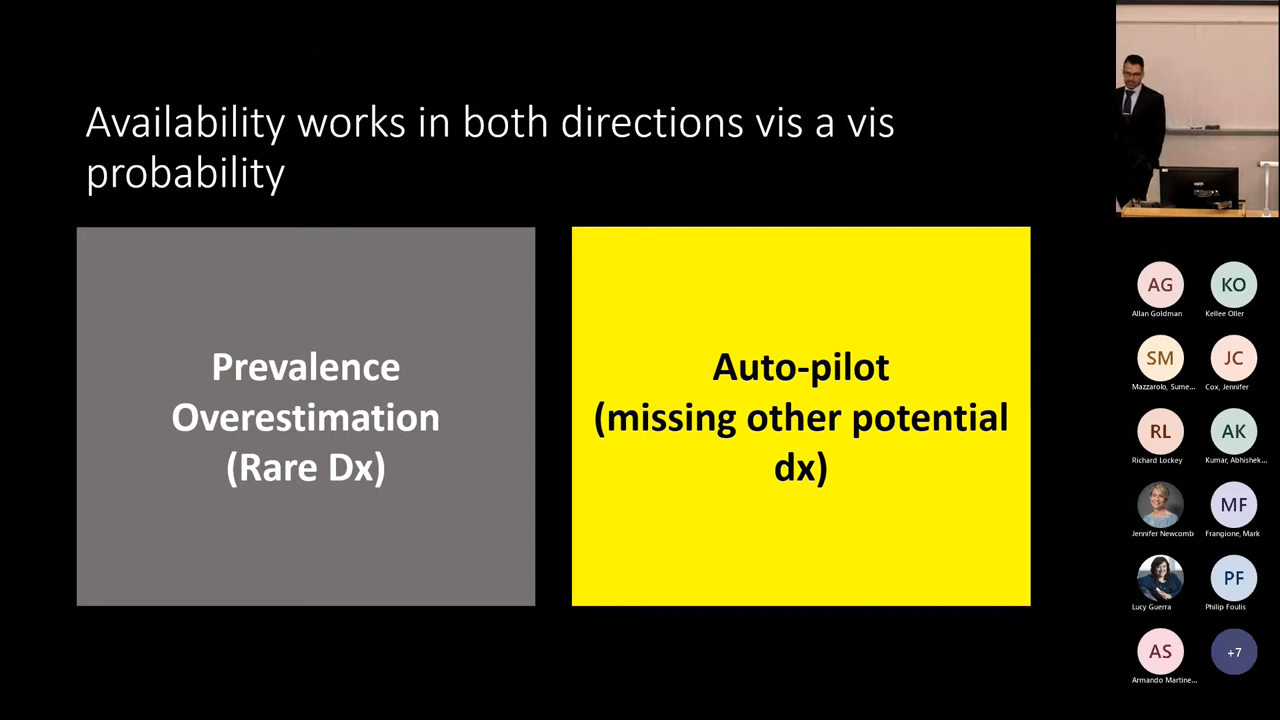 Availability works in both directions vis a vis
probability
Prevalence
Overestimation
(Rare Dx)
Auto-pilot
(missing other potential
dx)
AG
KO
Allan Goldman
Kellee Oller
SM
JC
Mazzarolo, Sume...
Cox, Jennifer
RL
AK
Richard Lockey
Kumar, Abhishek...
MF
Jennifer Newcomb
Frangione, Mark
PF
Lucy Guerra
Philip Foulis
AS
+7
Armando Martine...